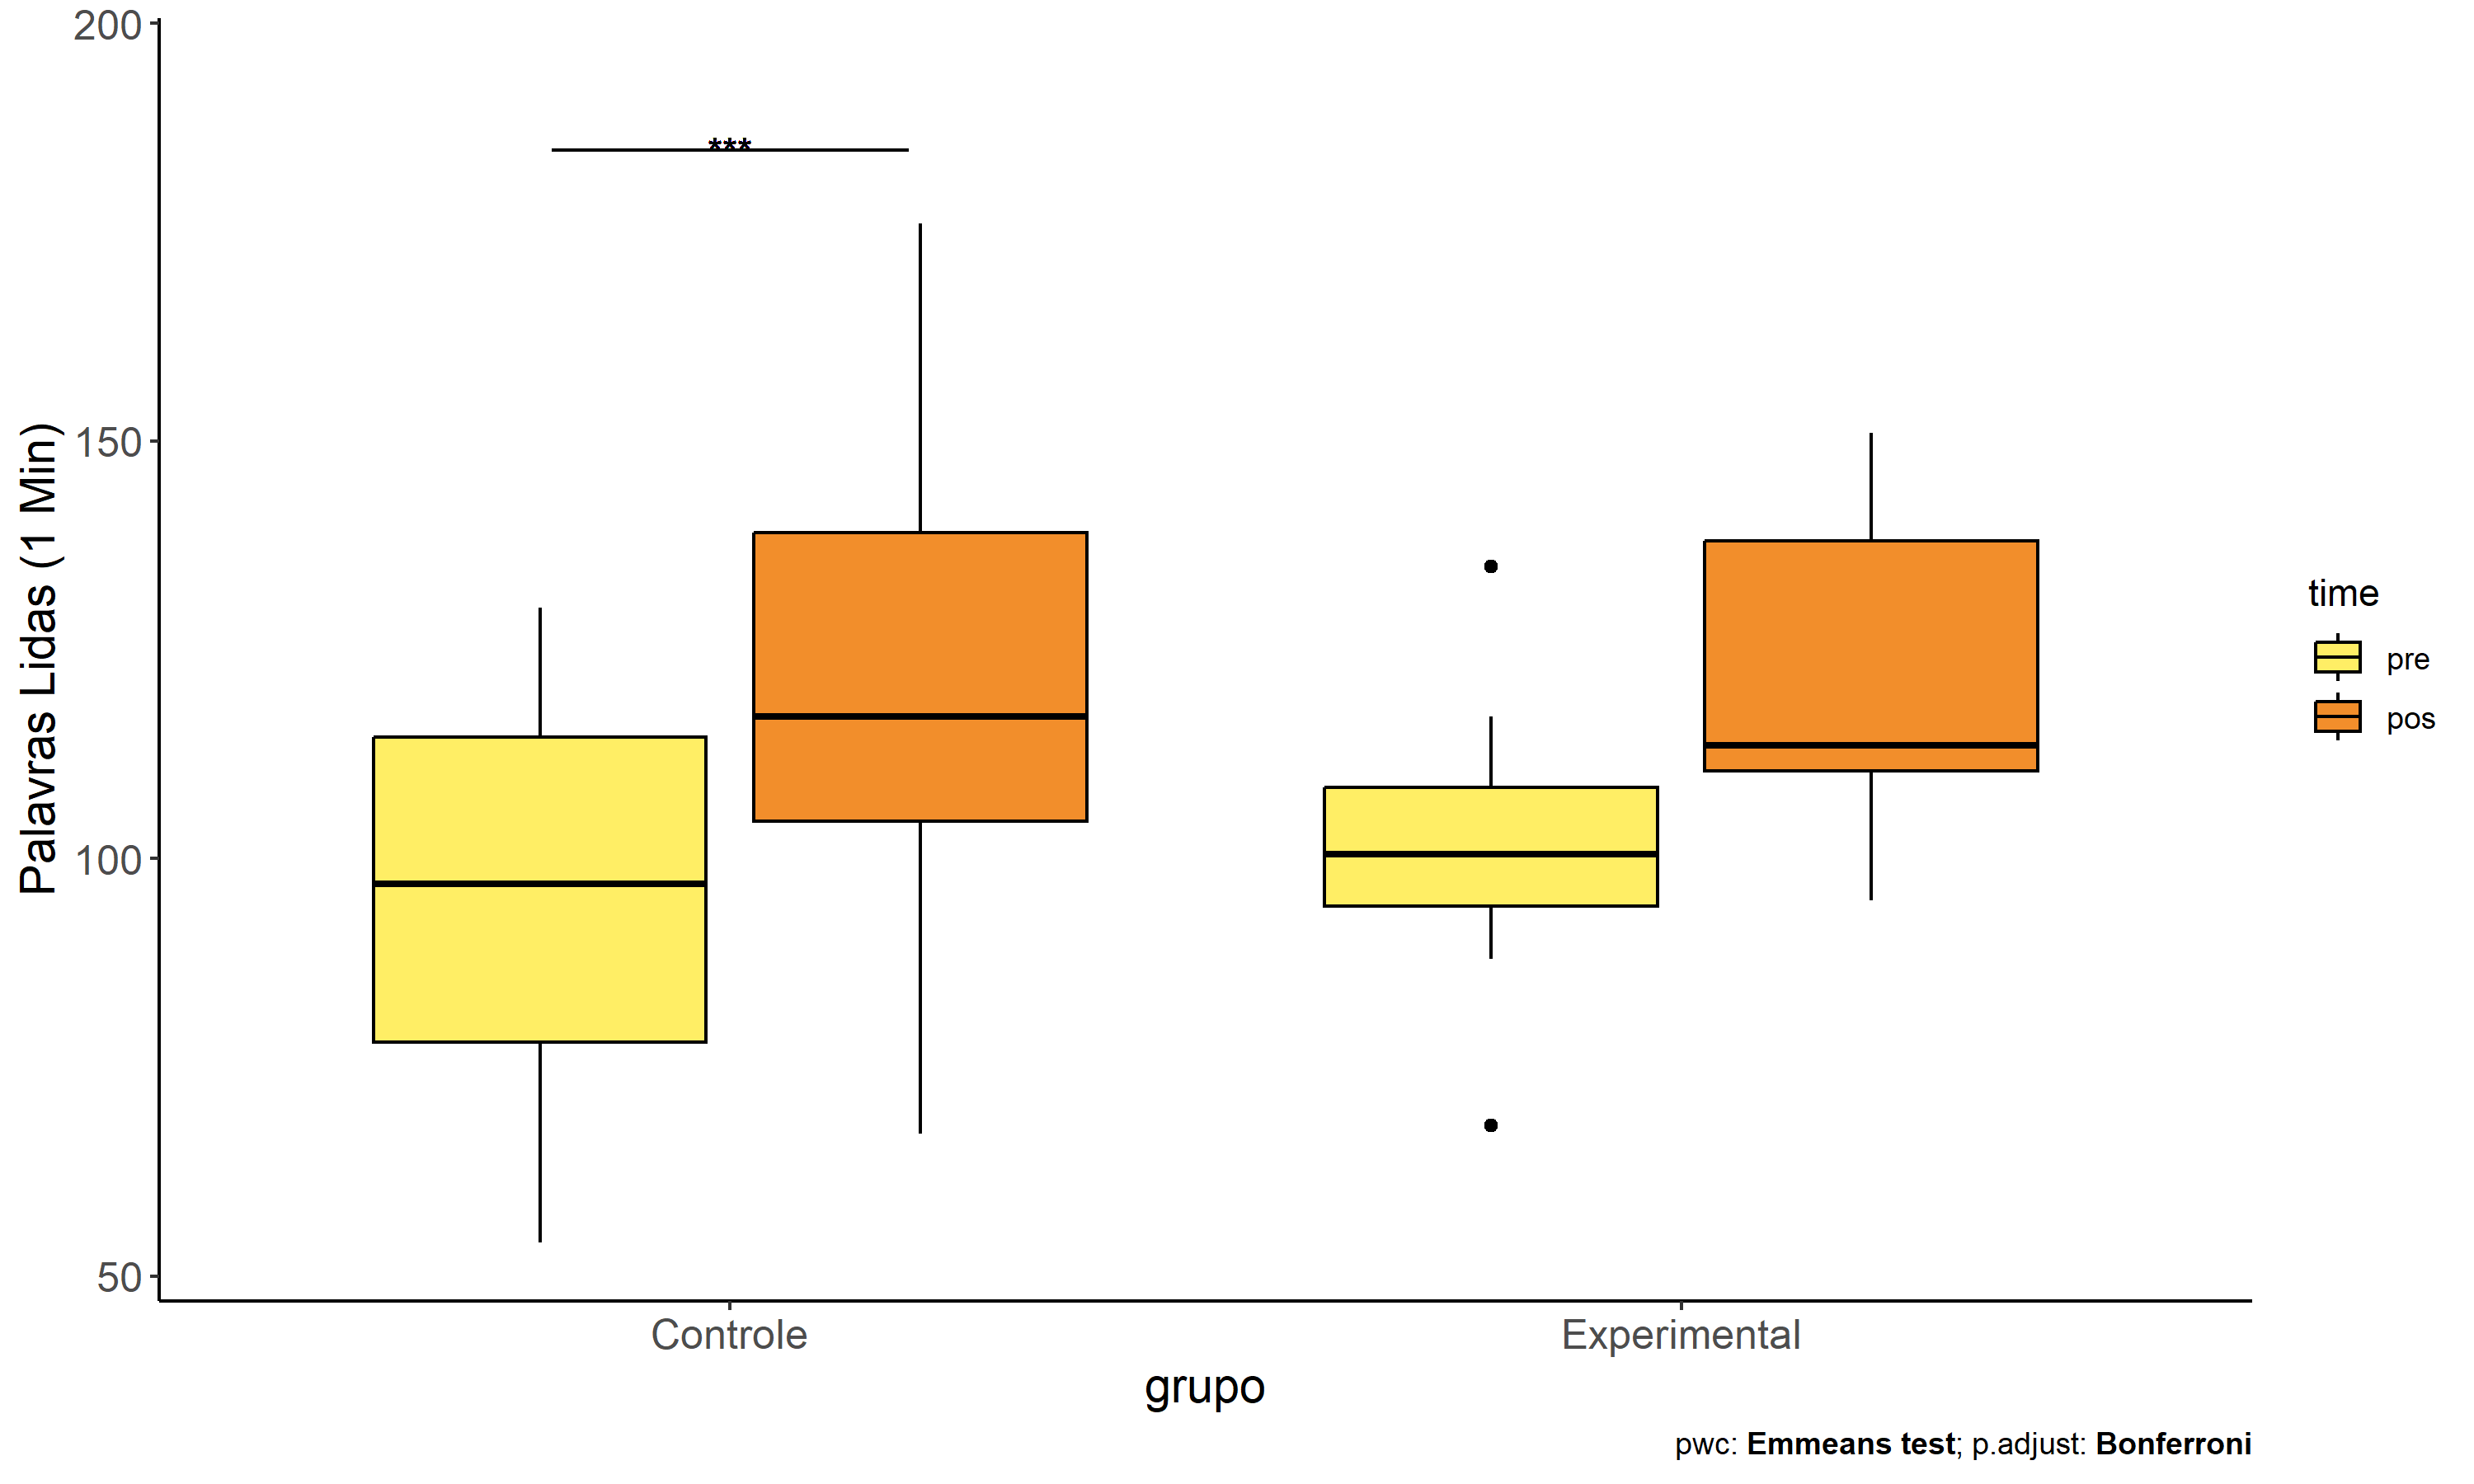 200
150
100
50
Palavras Lidas (1 Min)
***
Controle
Experimental
grupo
time
pre
pos
pwc: Emmeans test; p.adjust: Bonferroni